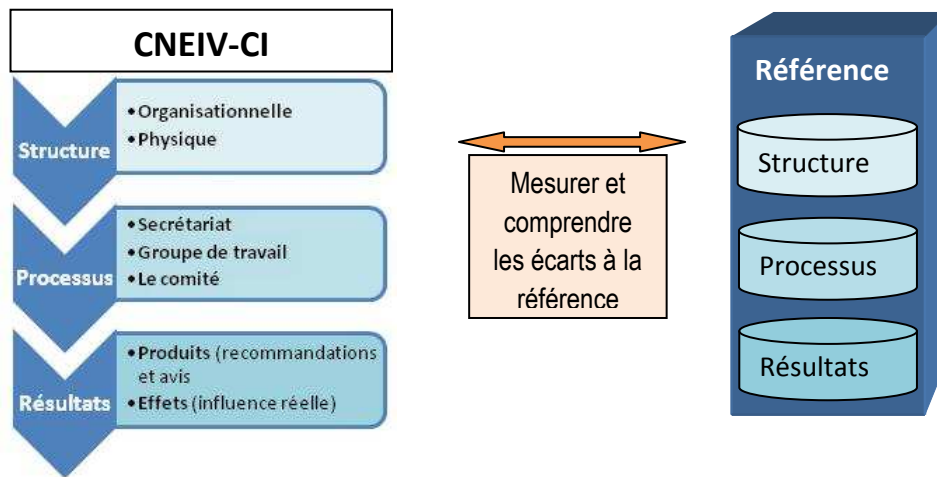 CNEIV-CI
Structure
•Organisationnelle
•Physique
Processus
•Secrétariat
•Groupe de travail
•Le comité
Résultats
•Produits (recommandations
et avis
•Effets (influence réelle)
Mesurer et
comprendre
les écarts à la
référence
Référence
Structure
Processus
Résultats